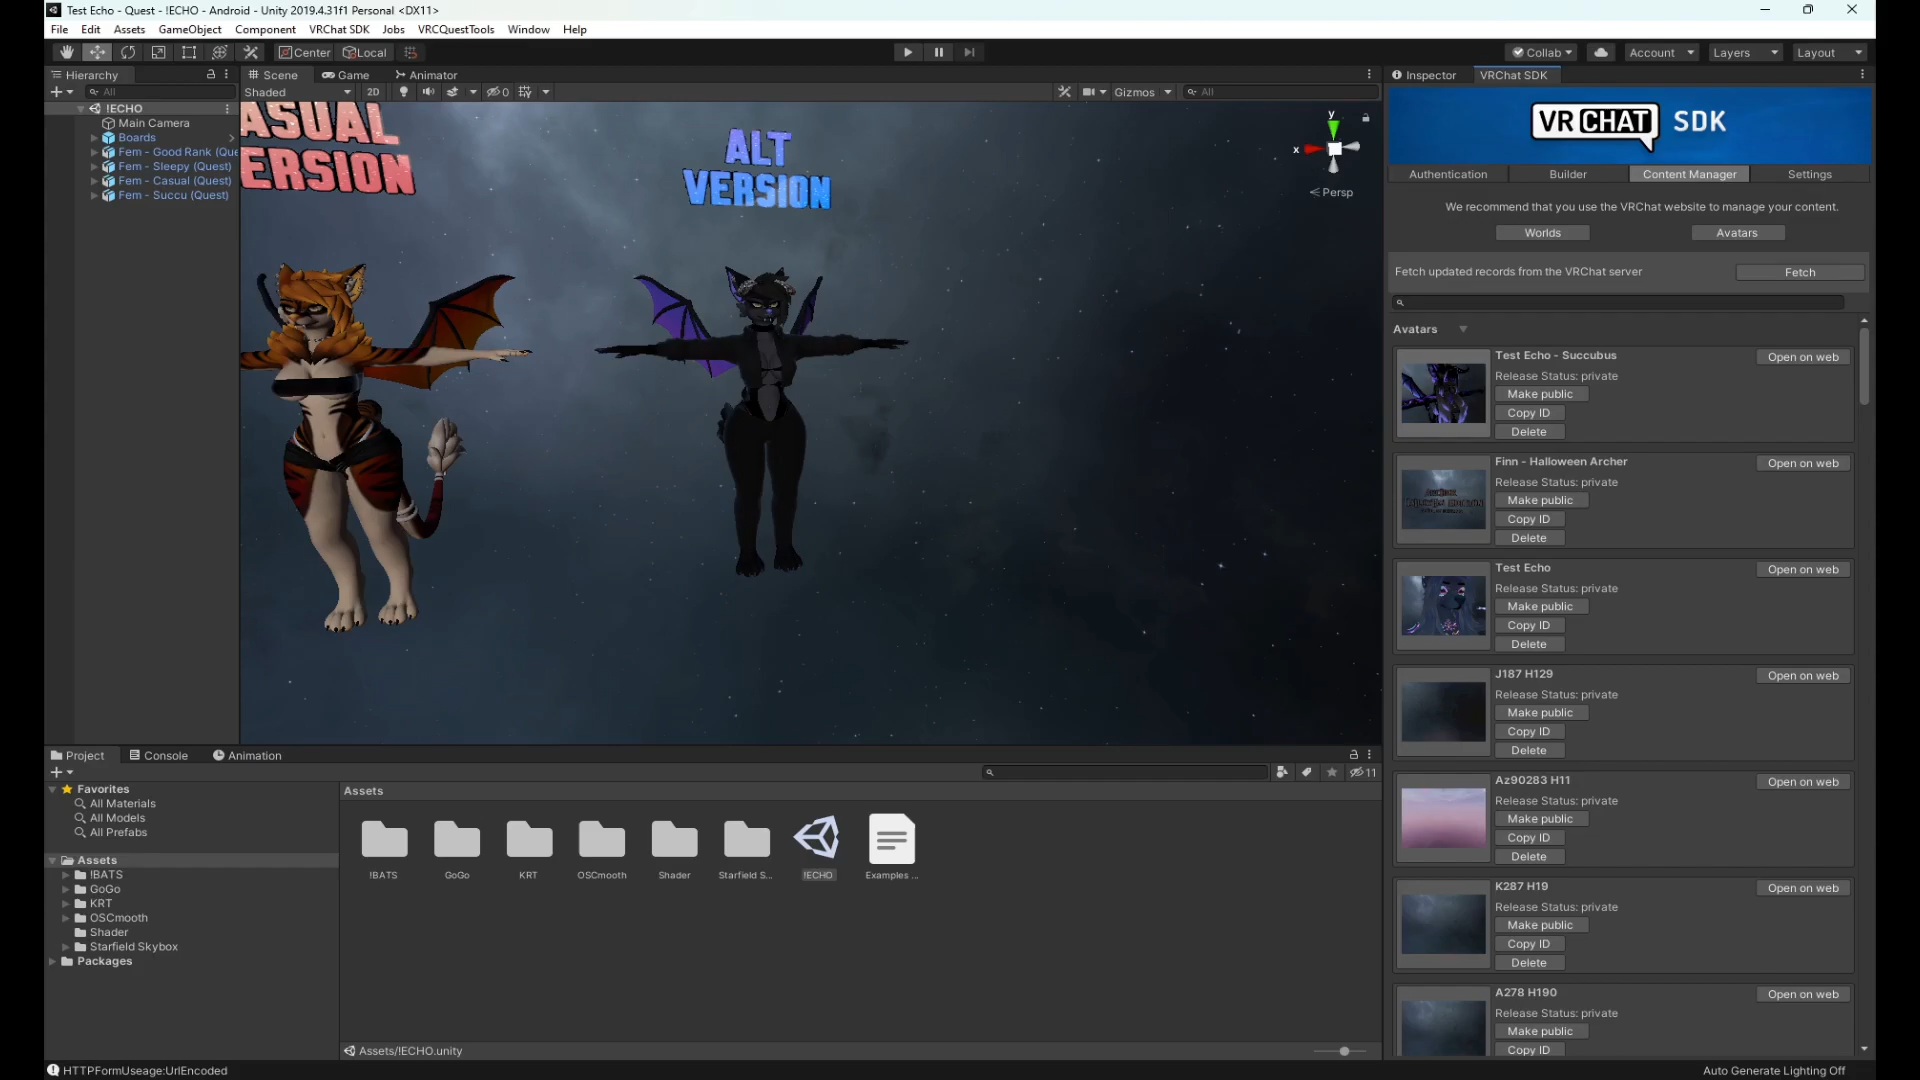 Test Echo - Quest - !ECHO - Android - Unity 2019.4.31f1 Personal <DX11>
File Edit Assets GameObject Component VRChat SDK Jobs VRCQuestTools Window Help
Center Local Collab Account Layers Layout
Hierarchy Scene Game Animator Inspector VRChat SDK
All Shaded 2D 0 Gizmos All
!ECHO
Main Camera
Boards
Fem - Good Rank (Que
Fem - Sleepy (Quest)
Fem - Casual (Quest)
Fem - Succu (Quest)
ASUAL
ERSION
ALT
VERSION
y
x
Persp
VRCHAT SDK
Authentication Builder Content Manager Settings
We recommend that you use the VRChat website to manage your content.
Worlds Avatars
Fetch updated records from the VRChat server Fetch
Avatars
Test Echo - Succubus Open on web
Release Status: private
Make public
Copy ID
Delete
Finn - Halloween Archer Open on web
Release Status: private
Make public
Copy ID
Delete
Test Echo Open on web
Release Status: private
Make public
Copy ID
Delete
J187 H129 Open on web
Release Status: private
Make public
Copy ID
Delete
Az90283 H11 Open on web
Release Status: private
Make public
Copy ID
Delete
K287 H19 Open on web
Release Status: private
Make public
Copy ID
Delete
A278 H190 Open on web
Release Status: private
Make public
Copy ID
Project Console Animation
11
Favorites
All Materials
All Models
All Prefabs
Assets
!BATS
GoGo
KRT
OSCmooth
Shader
Starfield Skybox
Packages
Assets
!BATS GoGo KRT OSCmooth Shader Starfield S... !ECHO Examples ...
Assets/!ECHO.unity
HTTPFormUseage:UrlEncoded Auto Generate Lighting Off